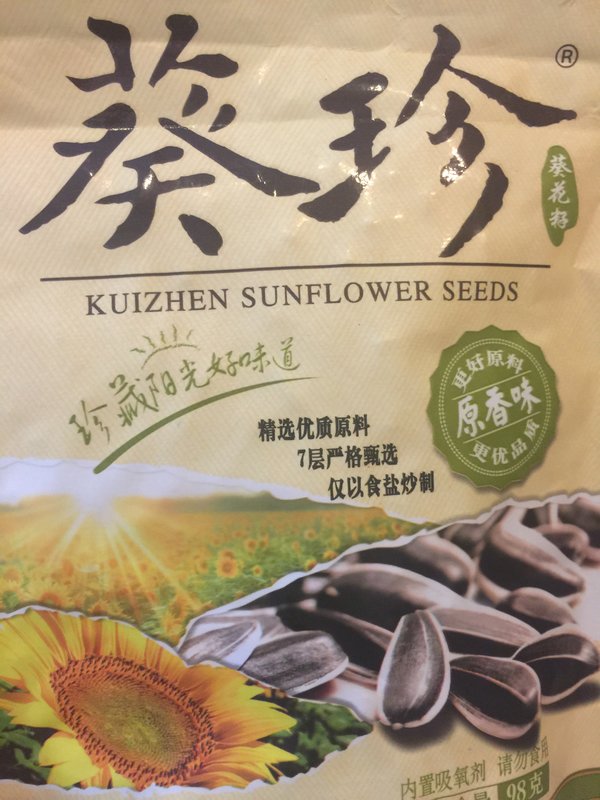 葵珍
®
葵花籽
KUIZHEN SUNFLOWER SEEDS
珍藏阳光好味道
更好原料
原香味
更优品质
精选优质原料
7层严格甄选
仅以食盐炒制
内置吸氧剂 请勿食用
98克